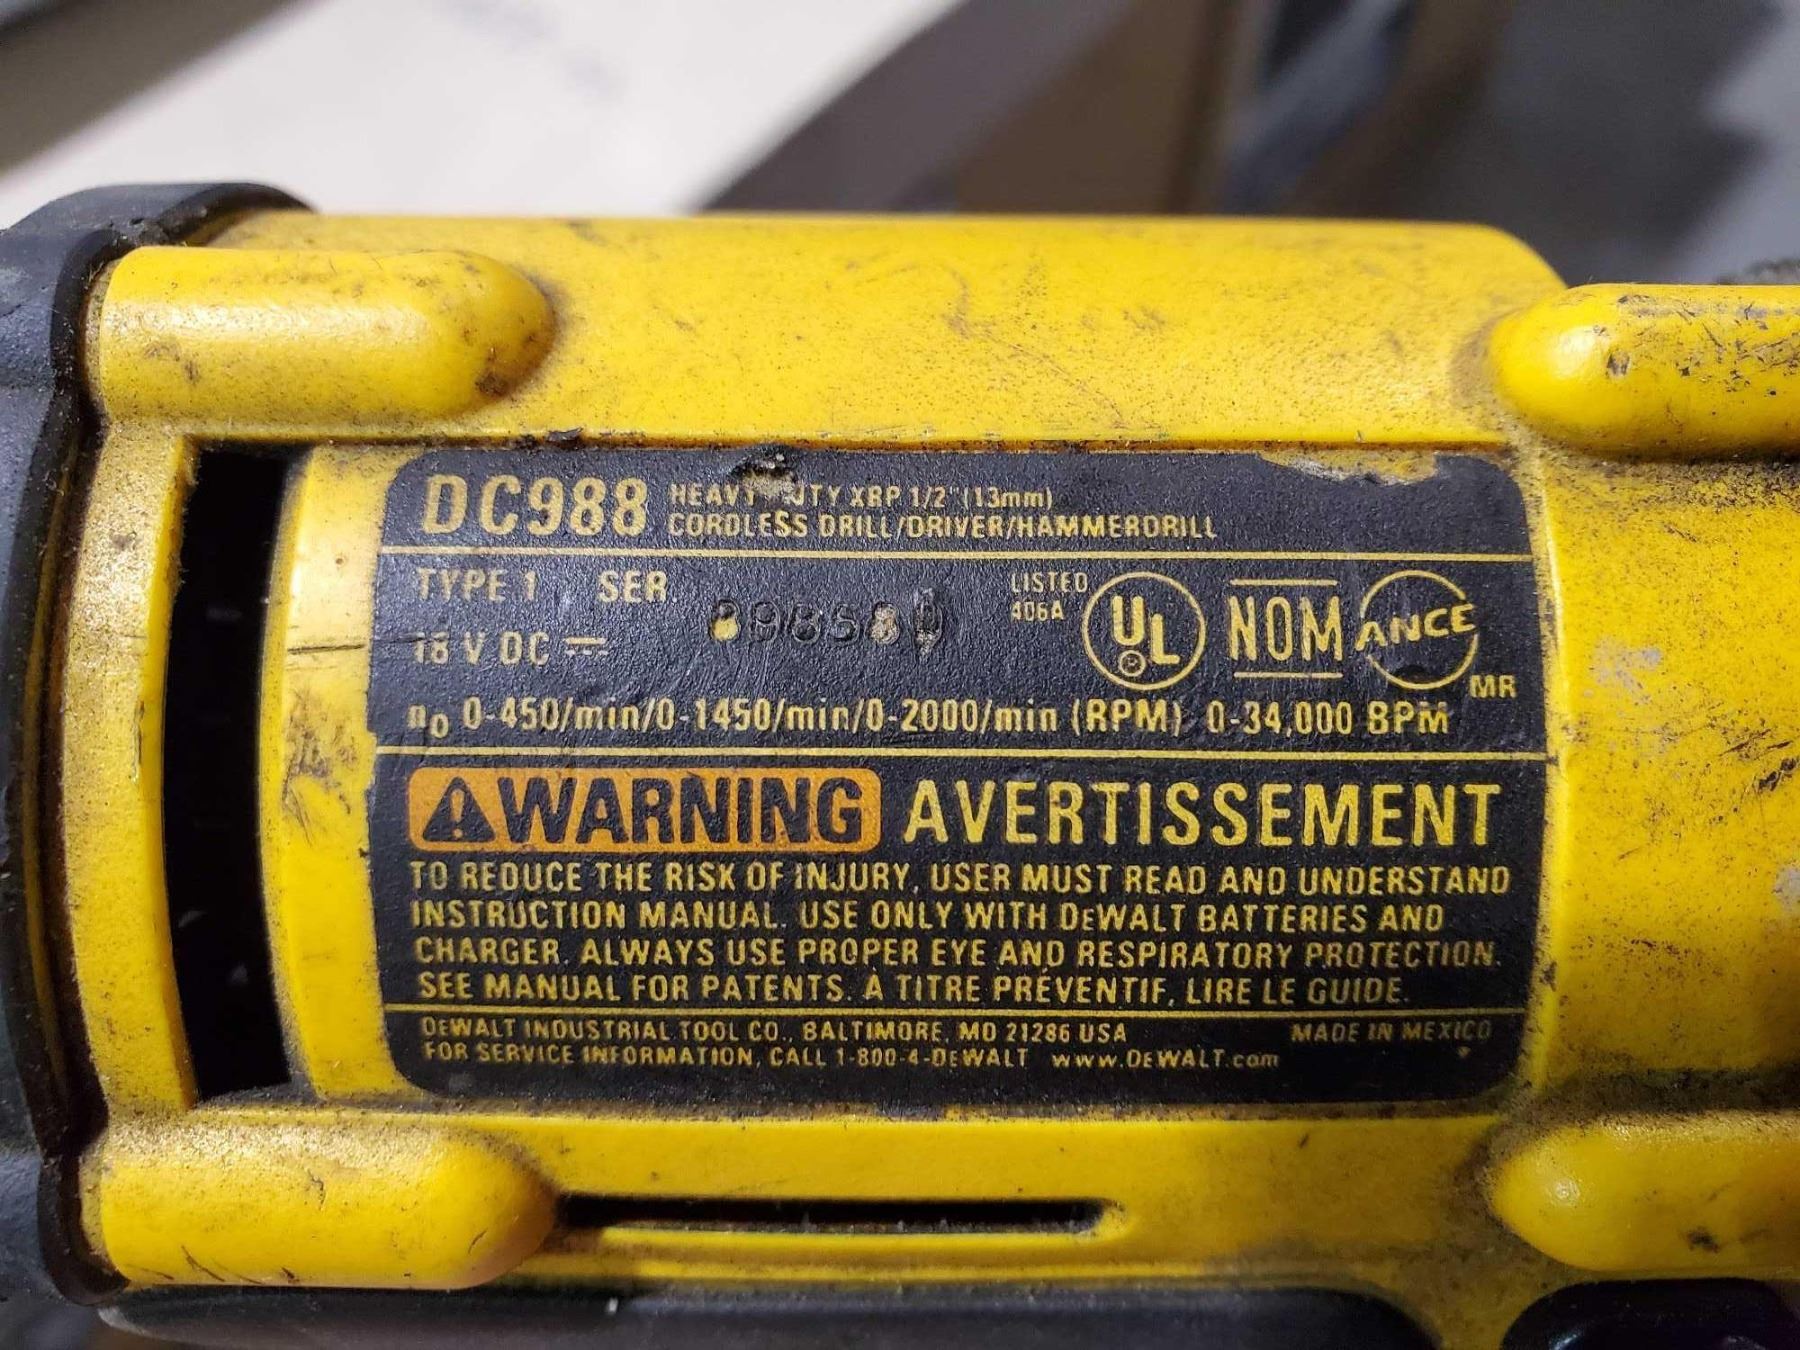 DC988 HEAVY DUTY XRP 1/2" (13mm)
CORDLESS DRILL/DRIVER/HAMMERDRILL
TYPE 1 SER
LISTED
406A
UL
NOM
ANCE
MR
18 V DC
n0 0-450/min/0-1450/min/0-2000/min (RPM) 0-34,000 BPM
WARNING AVERTISSEMENT
TO REDUCE THE RISK OF INJURY, USER MUST READ AND UNDERSTAND
INSTRUCTION MANUAL. USE ONLY WITH DEWALT BATTERIES AND
CHARGER. ALWAYS USE PROPER EYE AND RESPIRATORY PROTECTION.
SEE MANUAL FOR PATENTS. À TITRE PRÉVENTIF, LIRE LE GUIDE.
DEWALT INDUSTRIAL TOOL CO., BALTIMORE, MD 21286 USA MADE IN MEXICO
FOR SERVICE INFORMATION, CALL 1-800-4-DEWALT www.DEWALT.com